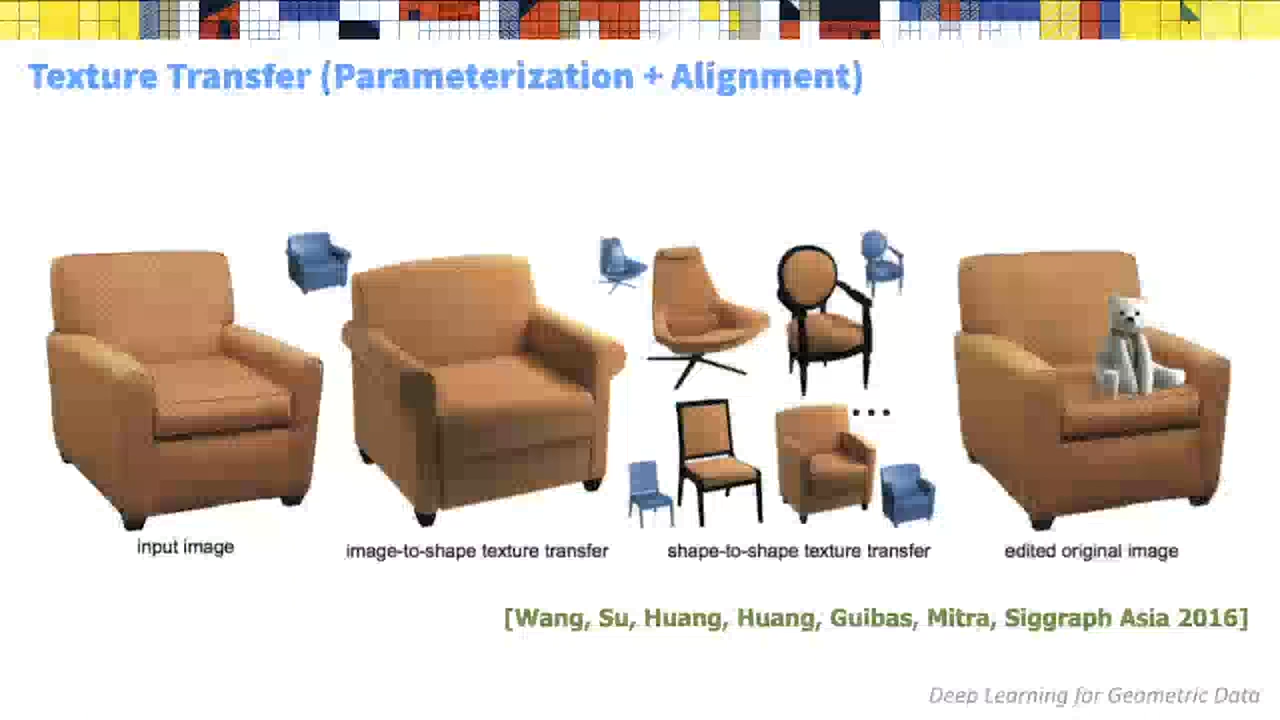 Texture Transfer (Parameterization + Alignment)
input image
image-to-shape texture transfer
shape-to-shape texture transfer
edited original image
[Wang, Su, Huang, Huang, Guibas, Mitra, Siggraph Asia 2016]
Deep Learning for Geometric Data